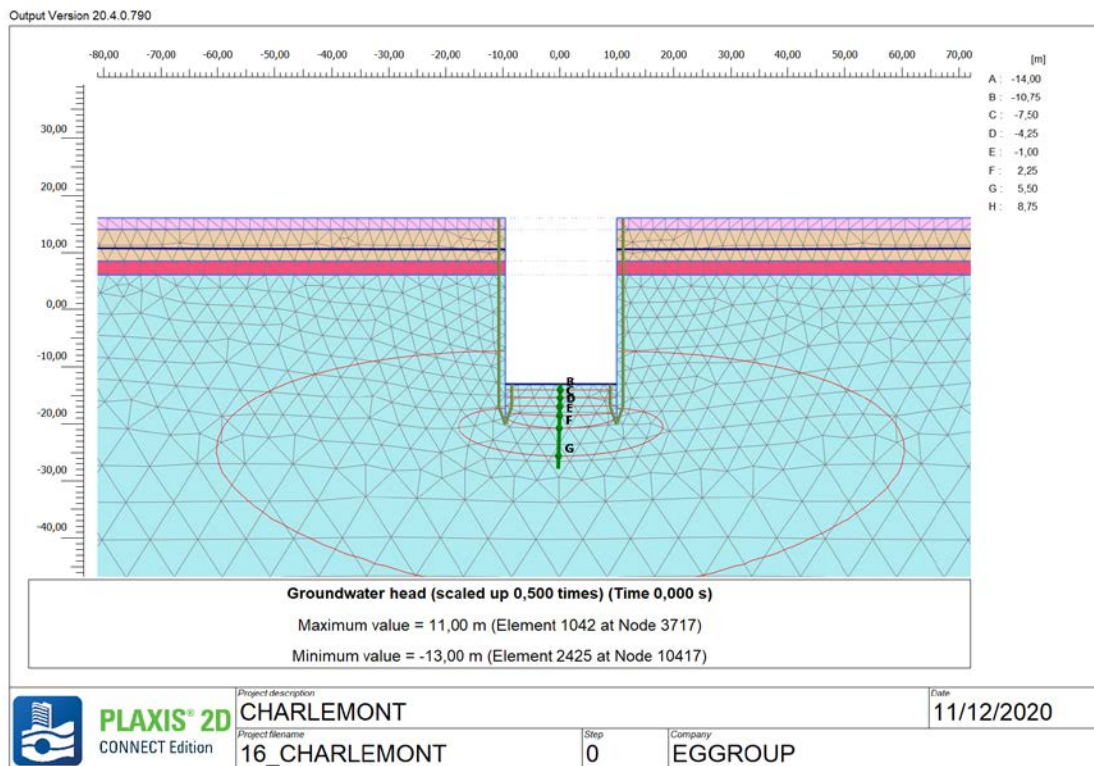 Output Version 20.4.0.790
-80,00 -70,00 -60,00 -50,00 -40,00 -30,00 -20,00 -10,00 0,00 10,00 20,00 30,00 40,00 50,00 60,00 70,00
[m]
A : -14,00
B : -10,75
C : -7,50
D : -4,25
E : -1,00
F : 2,25
G : 5,50
H : 8,75
30,00
20,00
10,00
0,00
-10,00
-20,00
-30,00
-40,00
B
C
D
E
F
G
Groundwater head (scaled up 0,500 times) (Time 0,000 s)
Maximum value = 11,00 m (Element 1042 at Node 3717)
Minimum value = -13,00 m (Element 2425 at Node 10417)
PLAXIS® 2D
CONNECT Edition
Project description
CHARLEMONT
Date
11/12/2020
Project filename
16_CHARLEMONT
Step
0
Company
EGGROUP